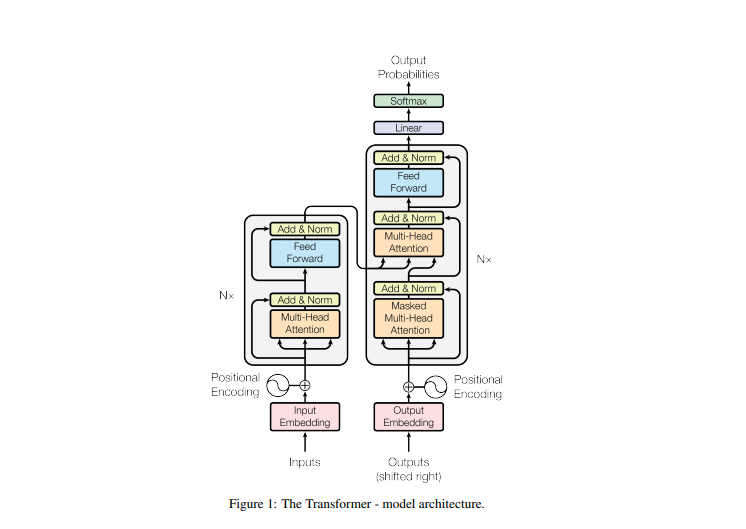 Output
Probabilities
Softmax
Linear
Add & Norm
Feed
Forward
Add & Norm
Multi-Head
Attention
Add & Norm
Masked
Multi-Head
Attention
N×
Add & Norm
Feed
Forward
Add & Norm
Multi-Head
Attention
N×
Positional
Encoding
Positional
Encoding
Input
Embedding
Output
Embedding
Inputs
Outputs
(shifted right)
Figure 1: The Transformer - model architecture.